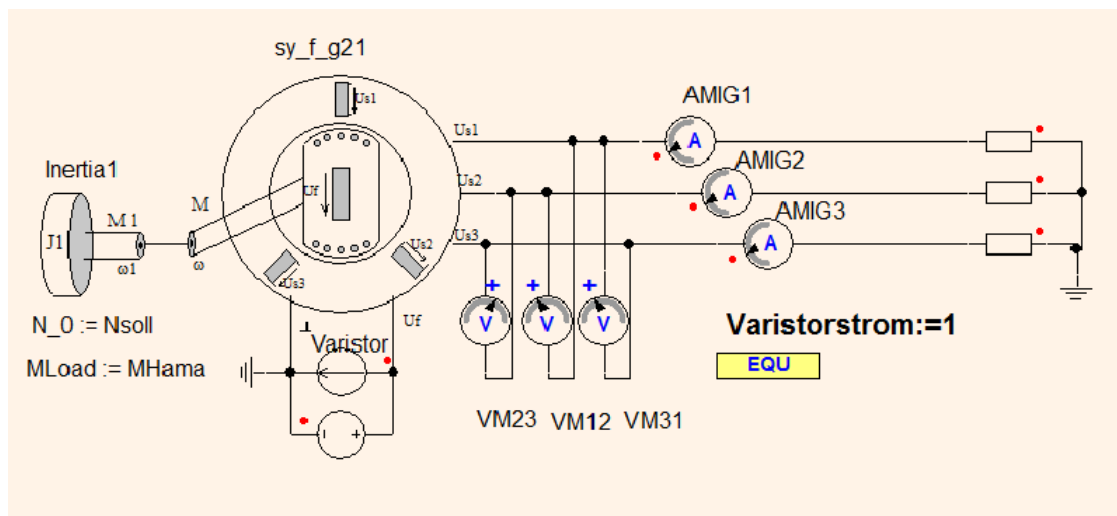 sy_f_g21
Us1
Us1
AMIG1
A
Inertia1
Uf
Us2
AMIG2
A
M
M 1
J1
ω1
ω
Us3
Us2
AMIG3
A
Us3
+ + +
V V V
N_0 := Nsoll
⊥
Uf
Varistor
Varistorstrom:=1
MLoad := MHama
EQU
+
VM23 VM12 VM31